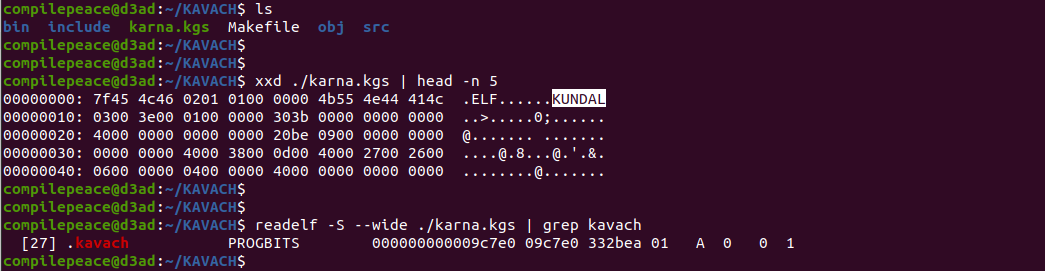 compilepeace@d3ad:~/KAVACH$ ls
bin  include  karna.kgs  Makefile  obj  src
compilepeace@d3ad:~/KAVACH$
compilepeace@d3ad:~/KAVACH$
compilepeace@d3ad:~/KAVACH$ xxd ./karna.kgs | head -n 5
00000000: 7f45 4c46 0201 0100 0000 4b55 4e44 414c  .ELF......KUNDAL
00000010: 0300 3e00 0100 0000 303b 0000 0000 0000  ..>.....0;......
00000020: 4000 0000 0000 0000 20be 0900 0000 0000  @....... .......
00000030: 0000 0000 4000 3800 0d00 4000 2700 2600  ....@.8...@.'.&.
00000040: 0600 0000 0400 0000 4000 0000 0000 0000  ........@.......
compilepeace@d3ad:~/KAVACH$
compilepeace@d3ad:~/KAVACH$
compilepeace@d3ad:~/KAVACH$ readelf -S --wide ./karna.kgs | grep kavach
  [27] .kavach           PROGBITS        000000000009c7e0 09c7e0 332bea 01   A  0   0  1
compilepeace@d3ad:~/KAVACH$